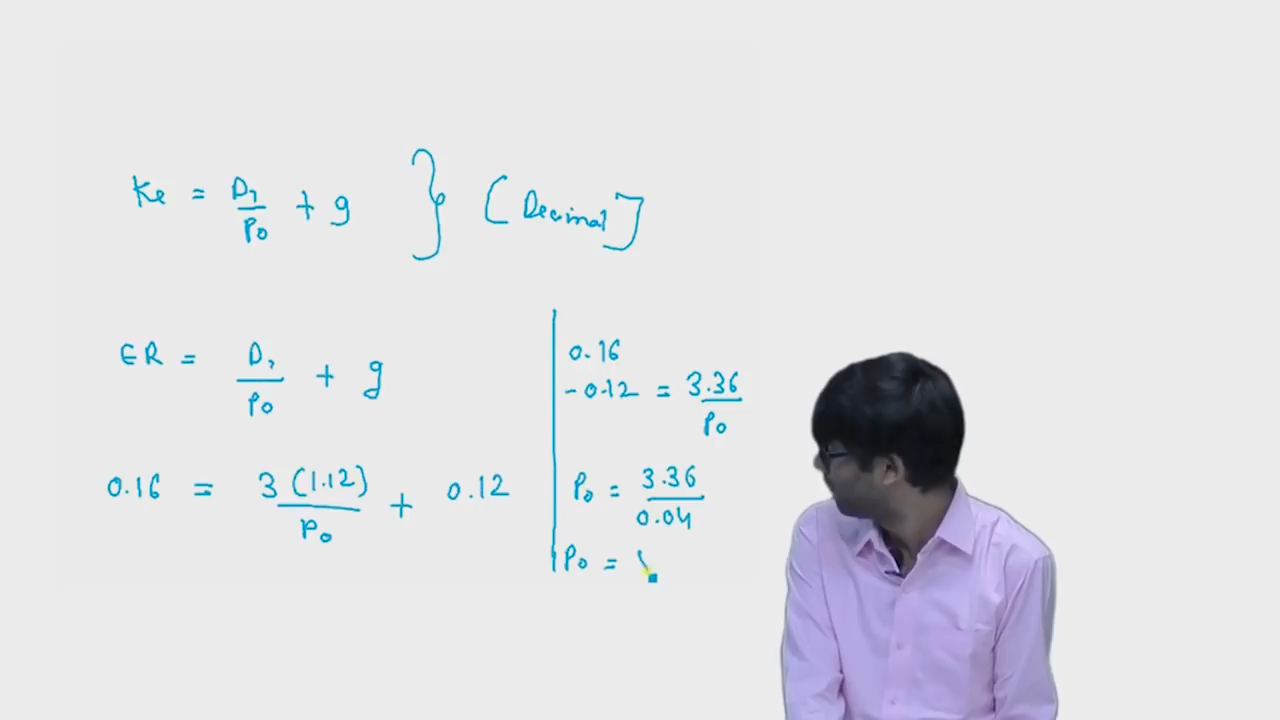 Ke = D1/P0 + g } [Decimal]
ER = D1/P0 + g
0.16 = 3(1.12)/P0 + 0.12
0.16
-0.12 = 3.36/P0
P0 = 3.36/0.04
P0 =